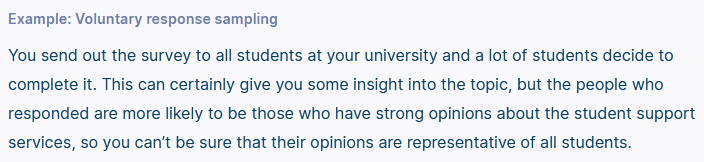 Example: Voluntary response sampling
You send out the survey to all students at your university and a lot of students decide to
complete it. This can certainly give you some insight into the topic, but the people who
responded are more likely to be those who have strong opinions about the student support
services, so you can’t be sure that their opinions are representative of all students.